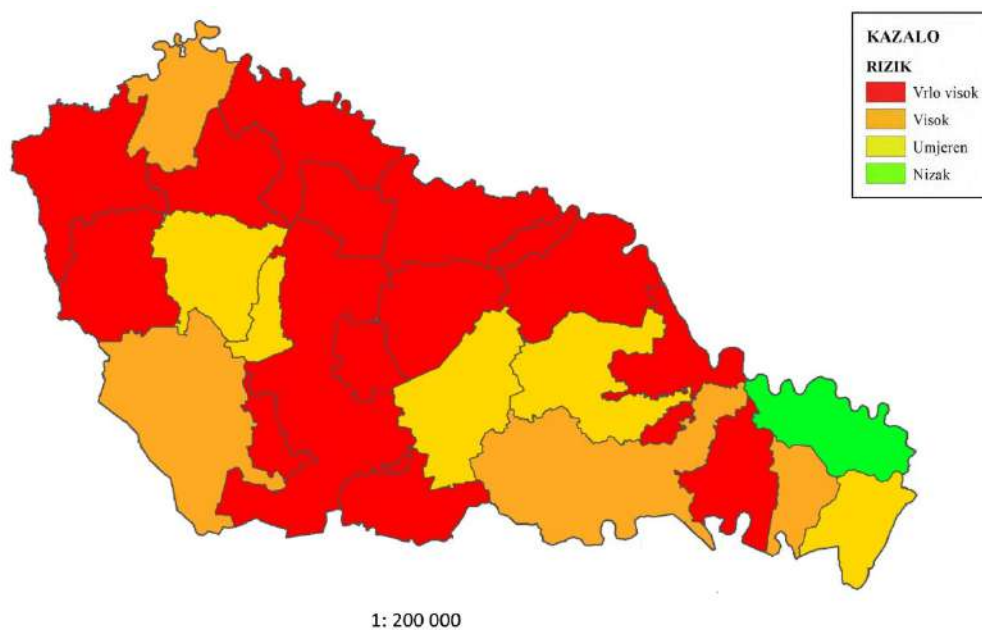 KAZALO
RIZIK
Vrlo visok
Visok
Umjeren
Nizak
1: 200 000